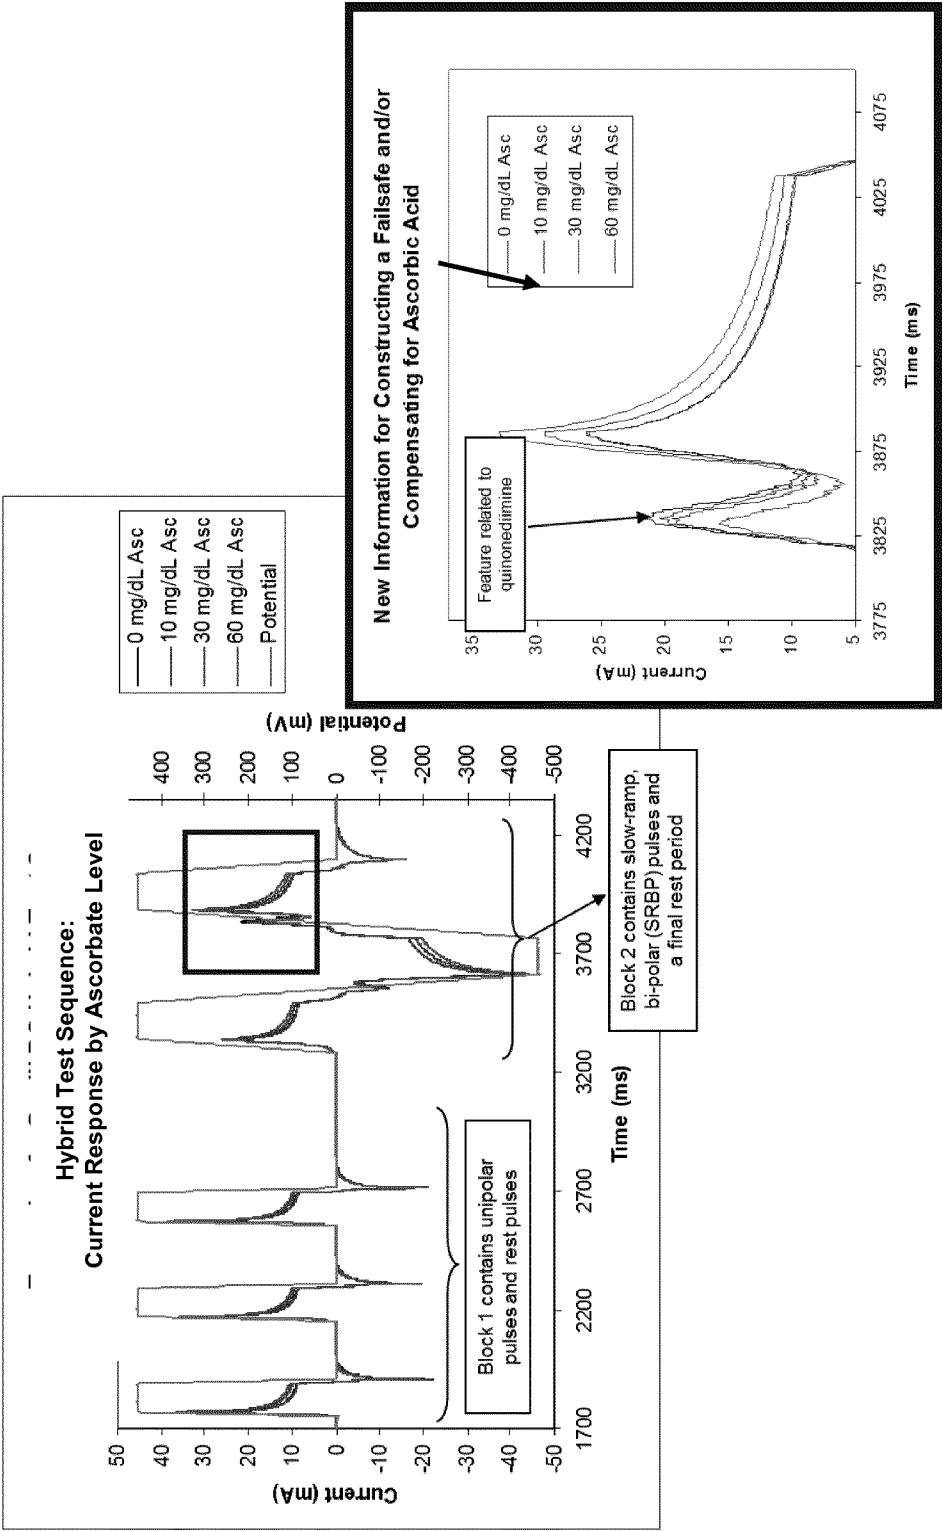 Hybrid Test Sequence:
Current Response by Ascorbate Level
0 mg/dL Asc
10 mg/dL Asc
30 mg/dL Asc
60 mg/dL Asc
Potential
Current (mA)
50
40
30
20
10
0
-10
-20
-30
-40
-50
Potential (mV)
400
300
200
100
0
-100
-200
-300
-400
-500
1700
2200
2700
3200
3700
4200
Time (ms)
Block 1 contains unipolar
pulses and rest pulses
Block 2 contains slow-ramp,
bi-polar (SRBP) pulses and
a final rest period
New Information for Constructing a Failsafe and/or
Compensating for Ascorbic Acid
0 mg/dL Asc
10 mg/dL Asc
30 mg/dL Asc
60 mg/dL Asc
Feature related to
quinonediimine
Current (mA)
35
30
25
20
15
10
5
3775
3825
3875
3925
3975
4025
4075
Time (ms)